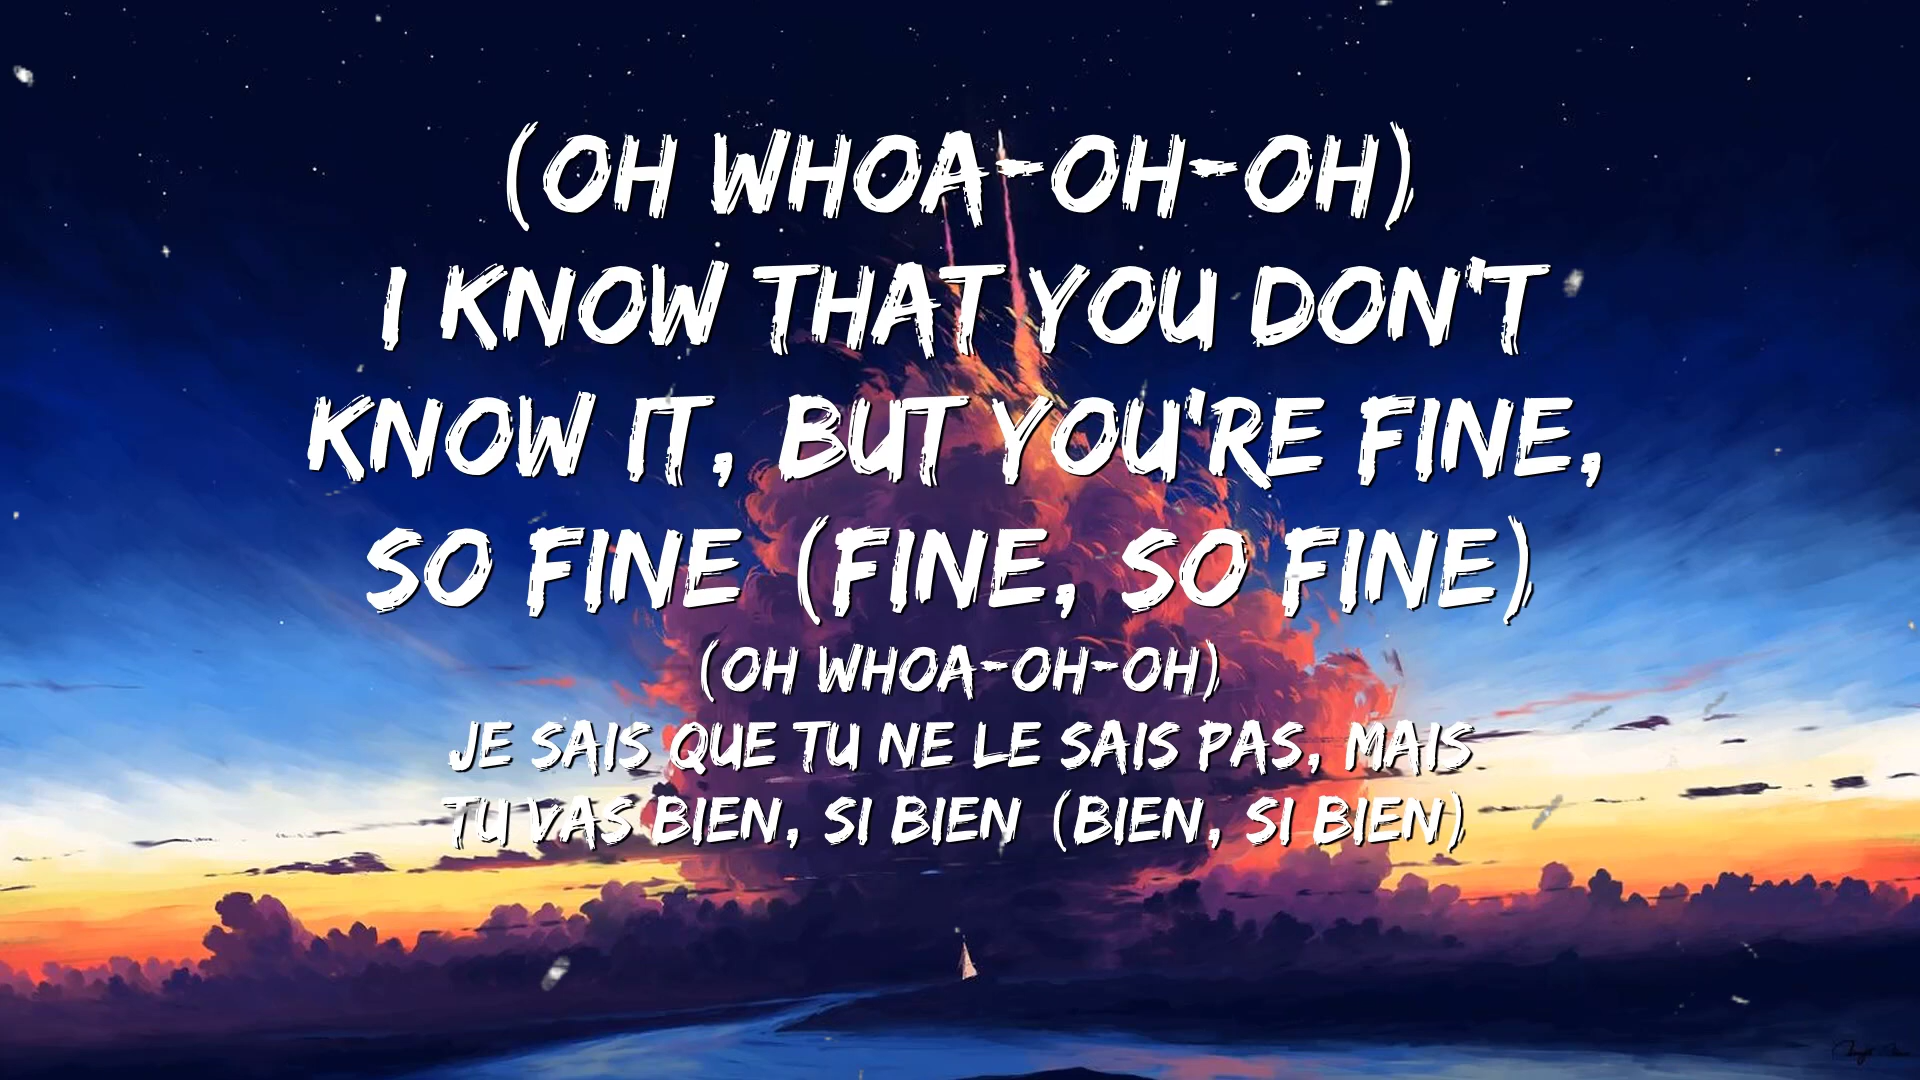 (OH WHOA-OH-OH)
I KNOW THAT YOU DON'T
KNOW IT, BUT YOU'RE FINE,
SO FINE (FINE, SO FINE)
(OH WHOA-OH-OH)
JE SAIS QUE TU NE LE SAIS PAS, MAIS
TU VAS BIEN, SI BIEN (BIEN, SI BIEN)